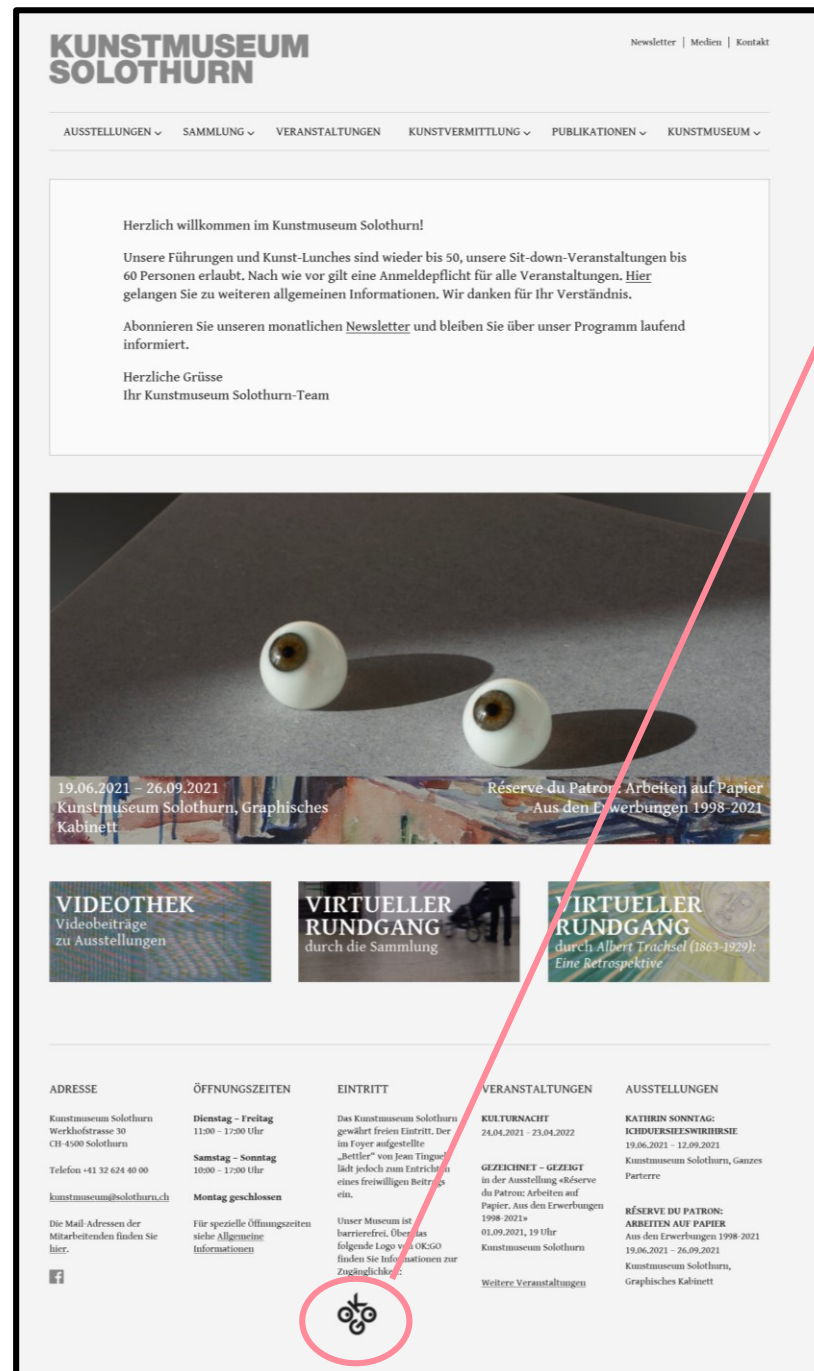 KUNSTMUSEUM
SOLOTHURN
Newsletter | Medien | Kontakt
AUSSTELLUNGEN SAMMLUNG VERANSTALTUNGEN KUNSTVERMITTLUNG PUBLIKATIONEN KUNSTMUSEUM
Herzlich willkommen im Kunstmuseum Solothurn!
Unsere Führungen und Kunst-Lunches sind wieder bis 50, unsere Sit-down-Veranstaltungen bis
60 Personen erlaubt. Nach wie vor gilt eine Anmeldepflicht für alle Veranstaltungen. Hier
gelangen Sie zu weiteren allgemeinen Informationen. Wir danken für Ihr Verständnis.
Abonnieren Sie unseren monatlichen Newsletter und bleiben Sie über unser Programm laufend
informiert.
Herzliche Grüsse
Ihr Kunstmuseum Solothurn-Team
19.06.2021 – 26.09.2021
Kunstmuseum Solothurn, Graphisches
Kabinett
Réserve du Patron: Arbeiten auf Papier
Aus den Erwerbungen 1998-2021
VIDEOTHEK
Videobeiträge
zu Ausstellungen
VIRTUELLER
RUNDGANG
durch die Sammlung
VIRTUELLER
RUNDGANG
durch Albert Trachsel (1863-1929):
Eine Retrospektive
ADRESSE
Kunstmuseum Solothurn
Werkhofstrasse 30
CH-4500 Solothurn
Telefon +41 32 624 40 00
kunstmuseum@solothurn.ch
Die Mail-Adressen der
Mitarbeitenden finden Sie
hier.
ÖFFNUNGSZEITEN
Dienstag – Freitag
11:00 – 17:00 Uhr
Samstag – Sonntag
10:00 – 17:00 Uhr
Montag geschlossen
Für spezielle Öffnungszeiten
siehe Allgemeine
Informationen
EINTRITT
Das Kunstmuseum Solothurn
gewährt freien Eintritt. Der
im Foyer aufgestellte
„Bettler" von Jean Tinguely
lädt jedoch zum Entrichten
eines freiwilligen Beitrags
ein.
Unser Museum ist
barrierefrei. Über das
folgende Logo von OK:GO
finden Sie Informationen zur
Zugänglichkeit:
OKGO
VERANSTALTUNGEN
KULTURNACHT
24.04.2021 - 23.04.2022
GEZEICHNET – GEZEIGT
in der Ausstellung «Réserve
du Patron: Arbeiten auf
Papier. Aus den Erwerbungen
1998-2021»
01.09.2021, 19 Uhr
Kunstmuseum Solothurn
Weitere Veranstaltungen
AUSSTELLUNGEN
KATHRIN SONNTAG:
ICHDUERSIEESWIRIHRSIE
19.06.2021 – 12.09.2021
Kunstmuseum Solothurn, Ganzes
Parterre
RÉSERVE DU PATRON:
ARBEITEN AUF PAPIER
Aus den Erwerbungen 1998-2021
19.06.2021 – 26.09.2021
Kunstmuseum Solothurn,
Graphisches Kabinett